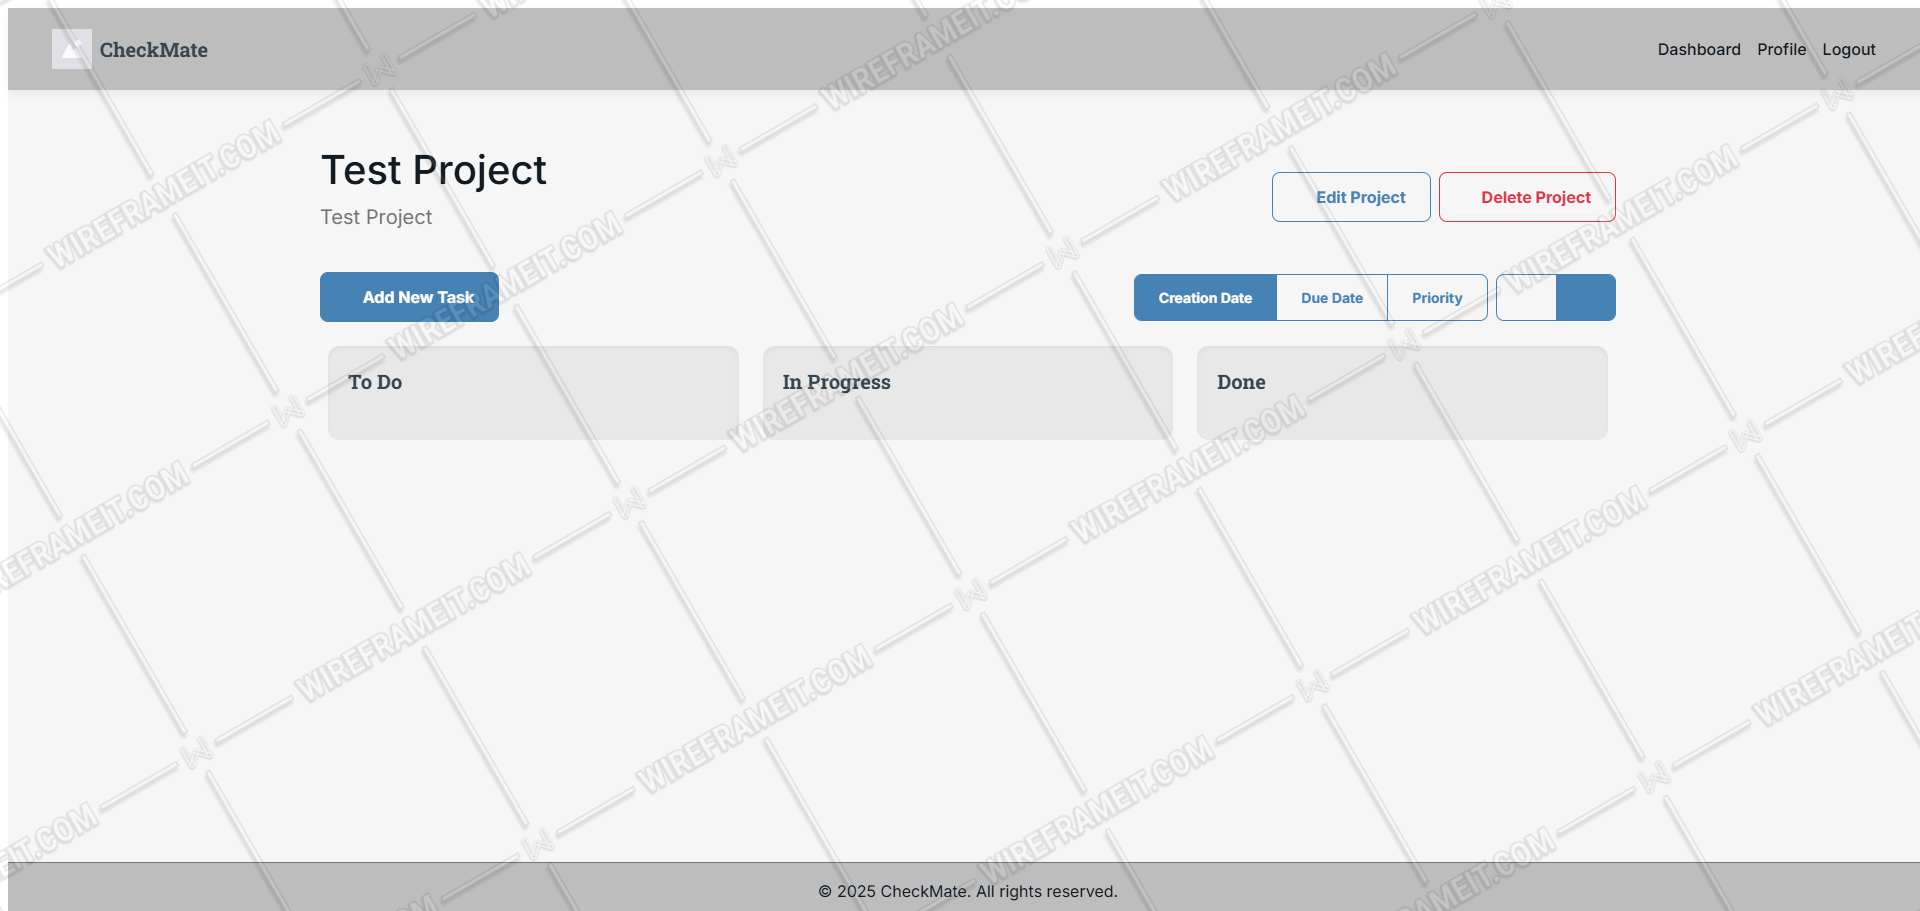 CheckMate
Dashboard Profile Logout
Test Project
Test Project
Edit Project Delete Project
Add New Task
Creation Date Due Date Priority
To Do
In Progress
Done
© 2025 CheckMate. All rights reserved.
WIREFRAMEIT.COM